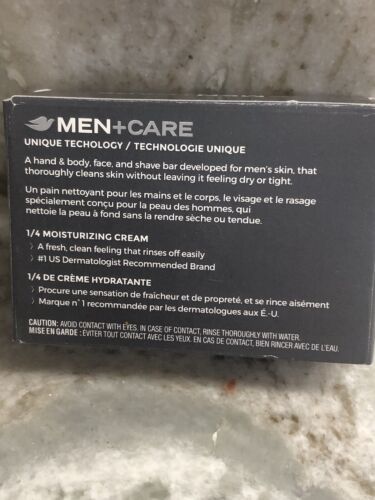 MEN+CARE
UNIQUE TECHOLOGY / TECHNOLOGIE UNIQUE
A hand & body, face, and shave bar developed for men's skin, that
thoroughly cleans skin without leaving it feeling dry or tight.
Un pain nettoyant pour les mains et le corps, le visage et le rasage
spécialement conçu pour la peau des hommes, qui
nettoie la peau à fond sans la rendre sèche ou tendue.
1/4 MOISTURIZING CREAM
〉 A fresh, clean feeling that rinses off easily
〉 #1 US Dermatologist Recommended Brand
1/4 DE CRÈME HYDRATANTE
〉 Procure une sensation de fraîcheur et de propreté, et se rince aisément
〉 Marque n° 1 recommandée par les dermatologues aux É.-U.
CAUTION: AVOID CONTACT WITH EYES. IN CASE OF CONTACT, RINSE THOROUGHLY WITH WATER.
MISE EN GARDE : ÉVITER TOUT CONTACT AVEC LES YEUX. EN CAS DE CONTACT, BIEN RINCER AVEC DE L'EAU.